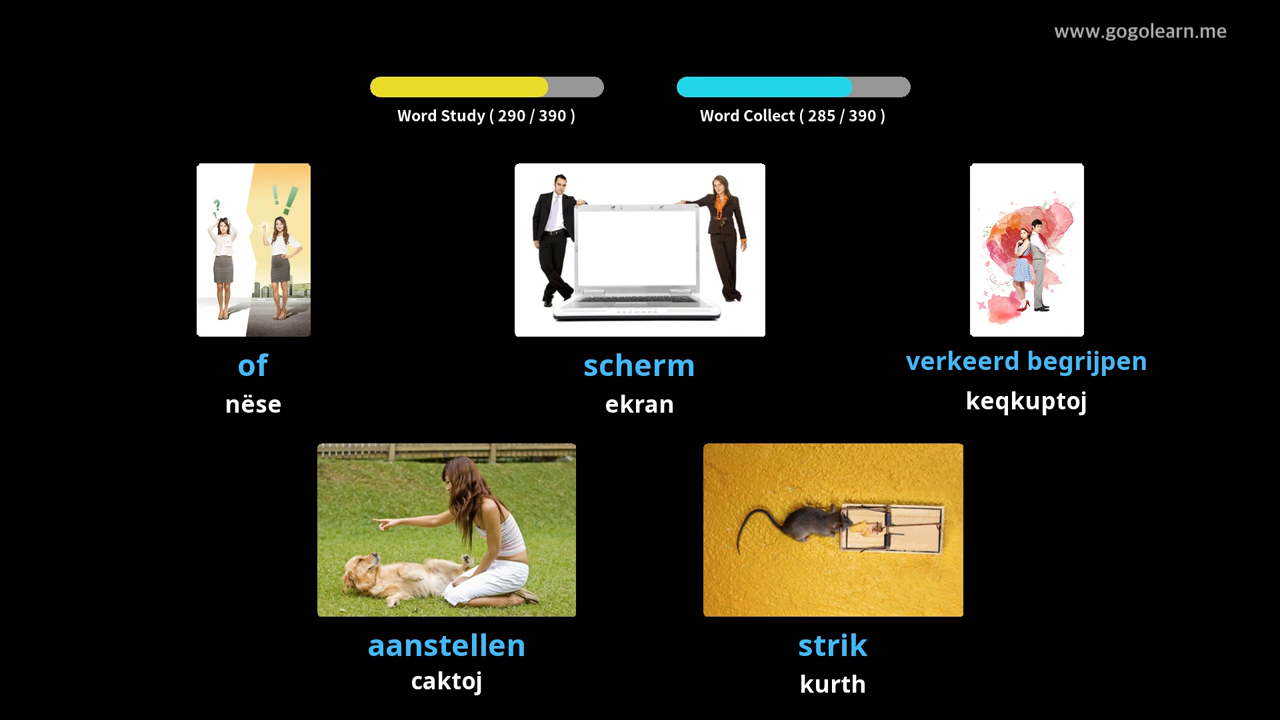 www.gogolearn.me
Word Study ( 290 / 390 )
Word Collect ( 285 / 390 )
of
nëse
scherm
ekran
verkeerd begrijpen
keqkuptoj
aanstellen
caktoj
strik
kurth